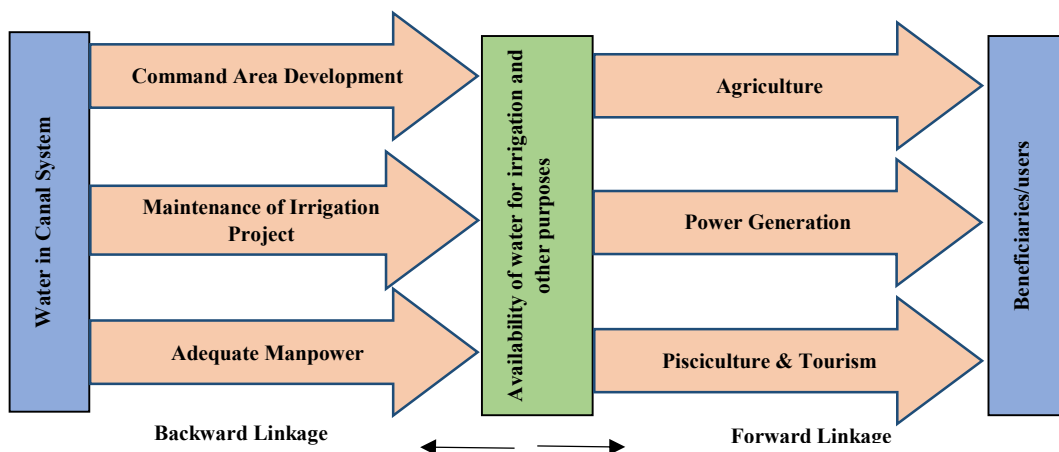 Water in Canal System
Command Area Development
Maintenance of Irrigation
Project
Adequate Manpower
Availability of water for irrigation and
other purposes
Agriculture
Power Generation
Pisciculture & Tourism
Beneficiaries/users
Backward Linkage
Forward Linkage